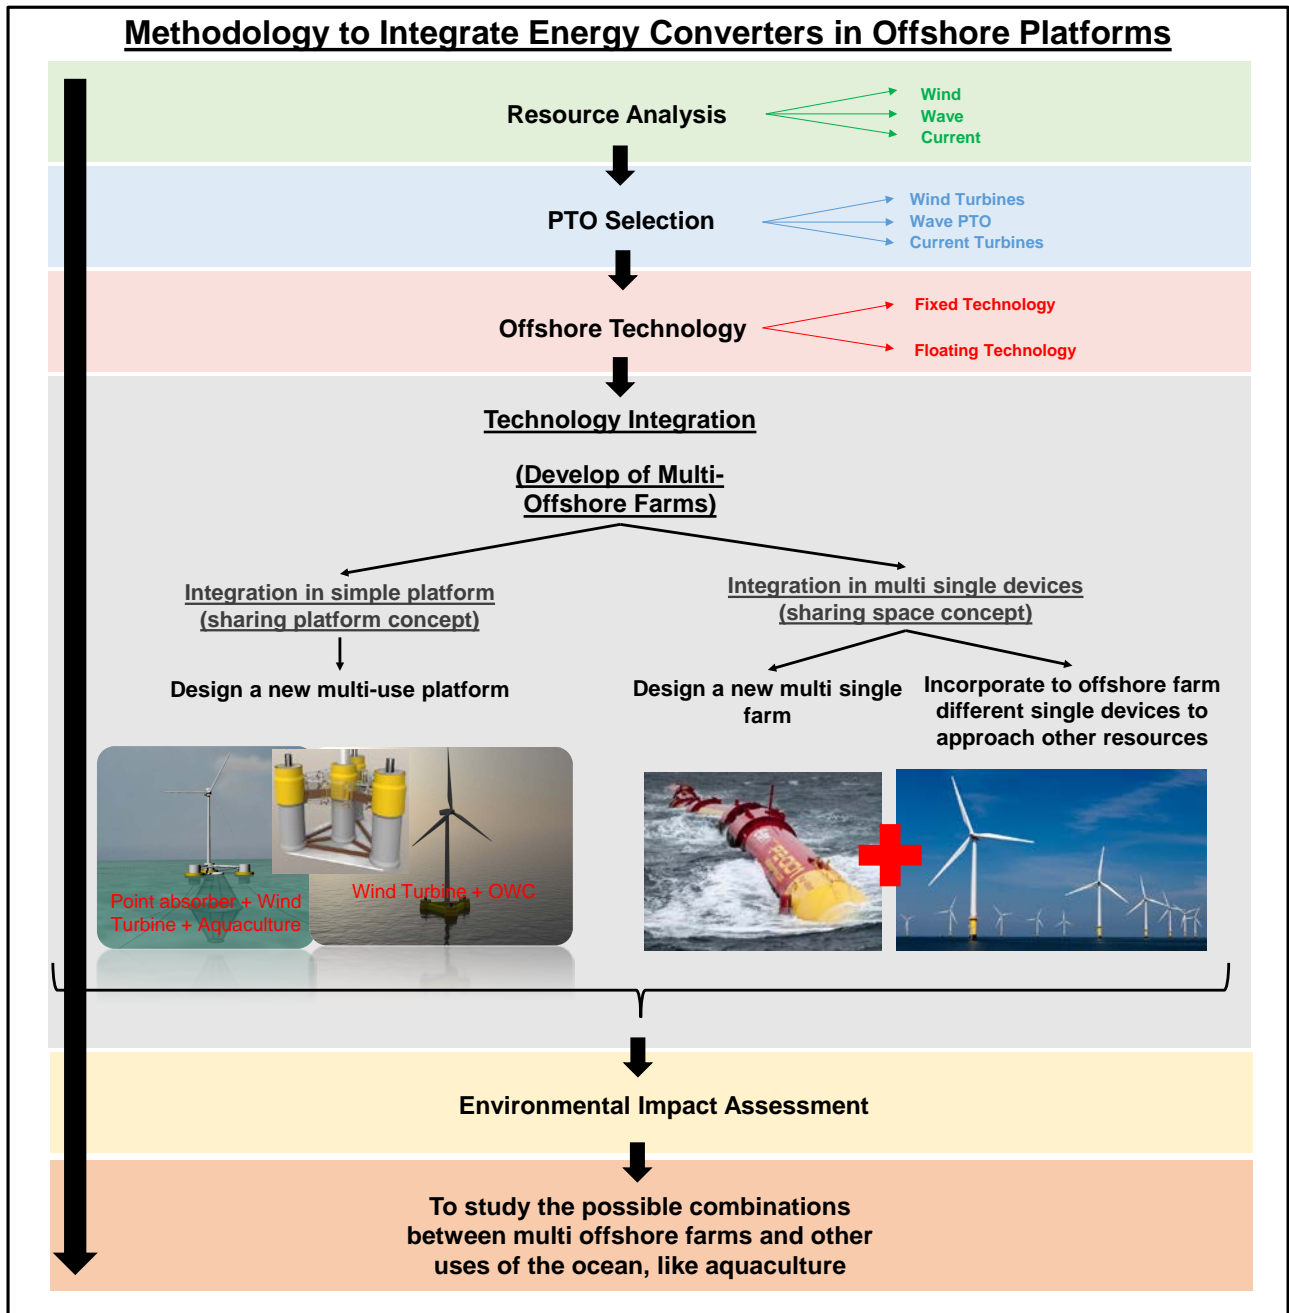 Methodology to Integrate Energy Converters in Offshore Platforms
Resource Analysis
Wind
Wave
Current
PTO Selection
Wind Turbines
Wave PTO
Current Turbines
Offshore Technology
Fixed Technology
Floating Technology
Technology Integration
(Develop of Multi-
Offshore Farms)
Integration in simple platform
(sharing platform concept)
Integration in multi single devices
(sharing space concept)
Design a new multi-use platform
Design a new multi single
farm
Incorporate to offshore farm
different single devices to
approach other resources
Point absorber + Wind
Turbine + Aquaculture
Wind Turbine + OWC
Environmental Impact Assessment
To study the possible combinations
between multi offshore farms and other
uses of the ocean, like aquaculture